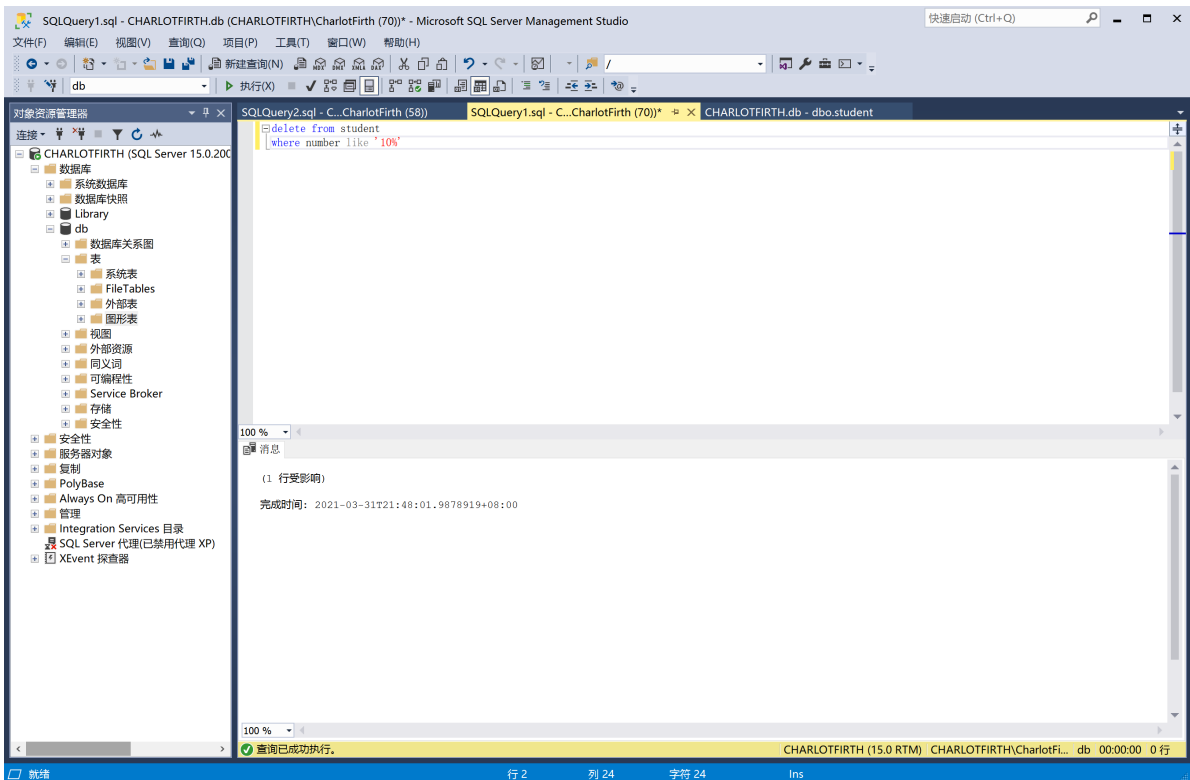 SQLQuery1.sql - CHARLOTFIRTH.db (CHARLOTFIRTH\CharlotFirth (70))* - Microsoft SQL Server Management Studio
快速启动 (Ctrl+Q)
文件(F) 编辑(E) 视图(V) 查询(Q) 项目(P) 工具(T) 窗口(W) 帮助(H)
新建查询(N) /
db 执行(X)
对象资源管理器
连接
CHARLOTFIRTH (SQL Server 15.0.200
数据库
系统数据库
数据库快照
Library
db
数据库关系图
表
系统表
FileTables
外部表
图形表
视图
外部资源
同义词
可编程性
Service Broker
存储
安全性
安全性
服务器对象
复制
PolyBase
Always On 高可用性
管理
Integration Services 目录
SQL Server 代理(已禁用代理 XP)
XEvent 探查器
SQLQuery2.sql - C...CharlotFirth (58)) SQLQuery1.sql - C...CharlotFirth (70))* CHARLOTFIRTH.db - dbo.student
delete from student
where number like '10%'
100 %
消息
(1 行受影响)
完成时间: 2021-03-31T21:48:01.9878919+08:00
100 %
查询已成功执行。 CHARLOTFIRTH (15.0 RTM) CHARLOTFIRTH\CharlotFi... db 00:00:00 0 行
就绪 行 2 列 24 字符 24 Ins